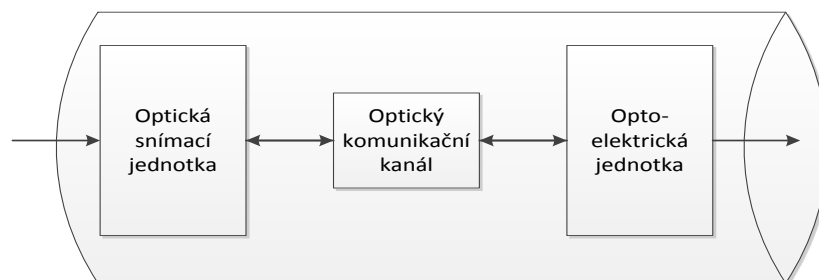 Optická
snímací
jednotka
Optický
komunikační
kanál
Opto-
elektrická
jednotka